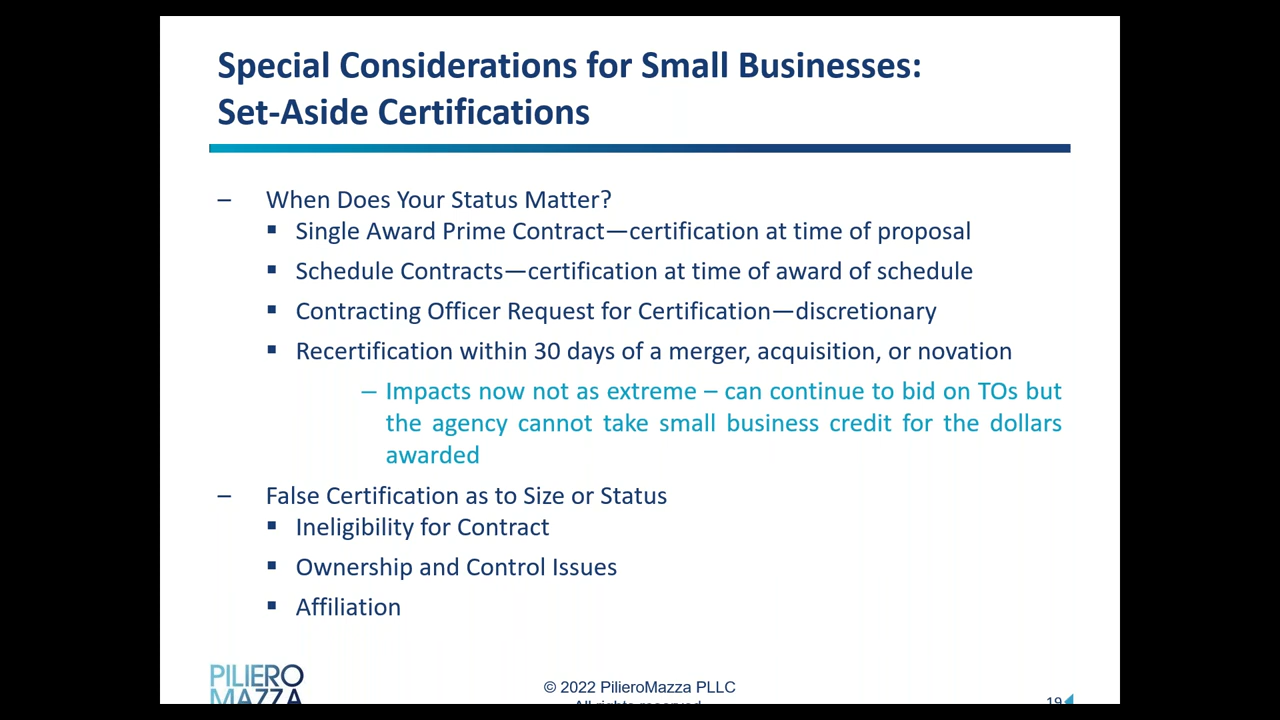 Special Considerations for Small Businesses:
Set-Aside Certifications
– When Does Your Status Matter?
▪ Single Award Prime Contract—certification at time of proposal
▪ Schedule Contracts—certification at time of award of schedule
▪ Contracting Officer Request for Certification—discretionary
▪ Recertification within 30 days of a merger, acquisition, or novation
– Impacts now not as extreme – can continue to bid on TOs but
the agency cannot take small business credit for the dollars
awarded
– False Certification as to Size or Status
▪ Ineligibility for Contract
▪ Ownership and Control Issues
▪ Affiliation
PILIERO
MAZZA
© 2022 PilieroMazza PLLC
All rights reserved
19